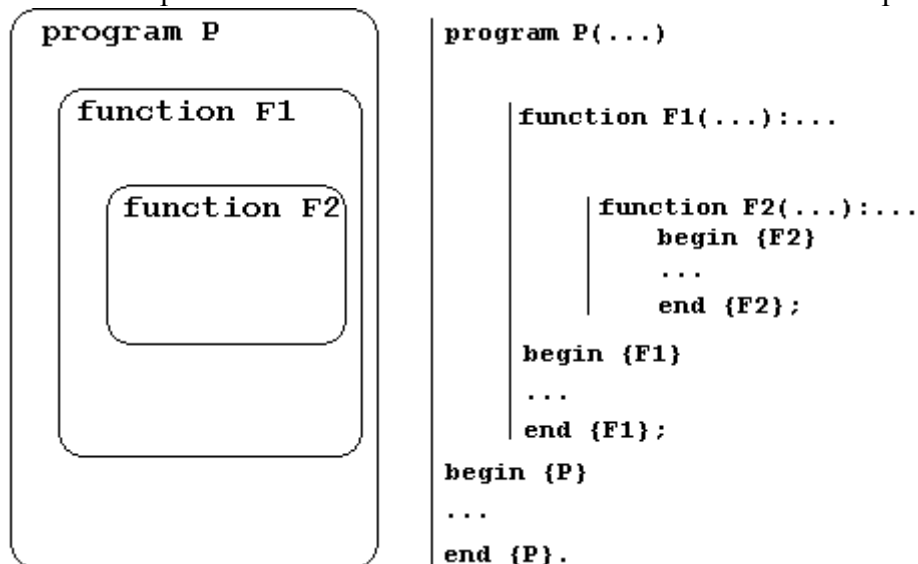 program P
function F1
function F2
program P(...)
function F1(...):...
function F2(...):...
begin {F2}
...
end {F2};
begin {F1}
...
end {F1};
begin {P}
...
end {P}.